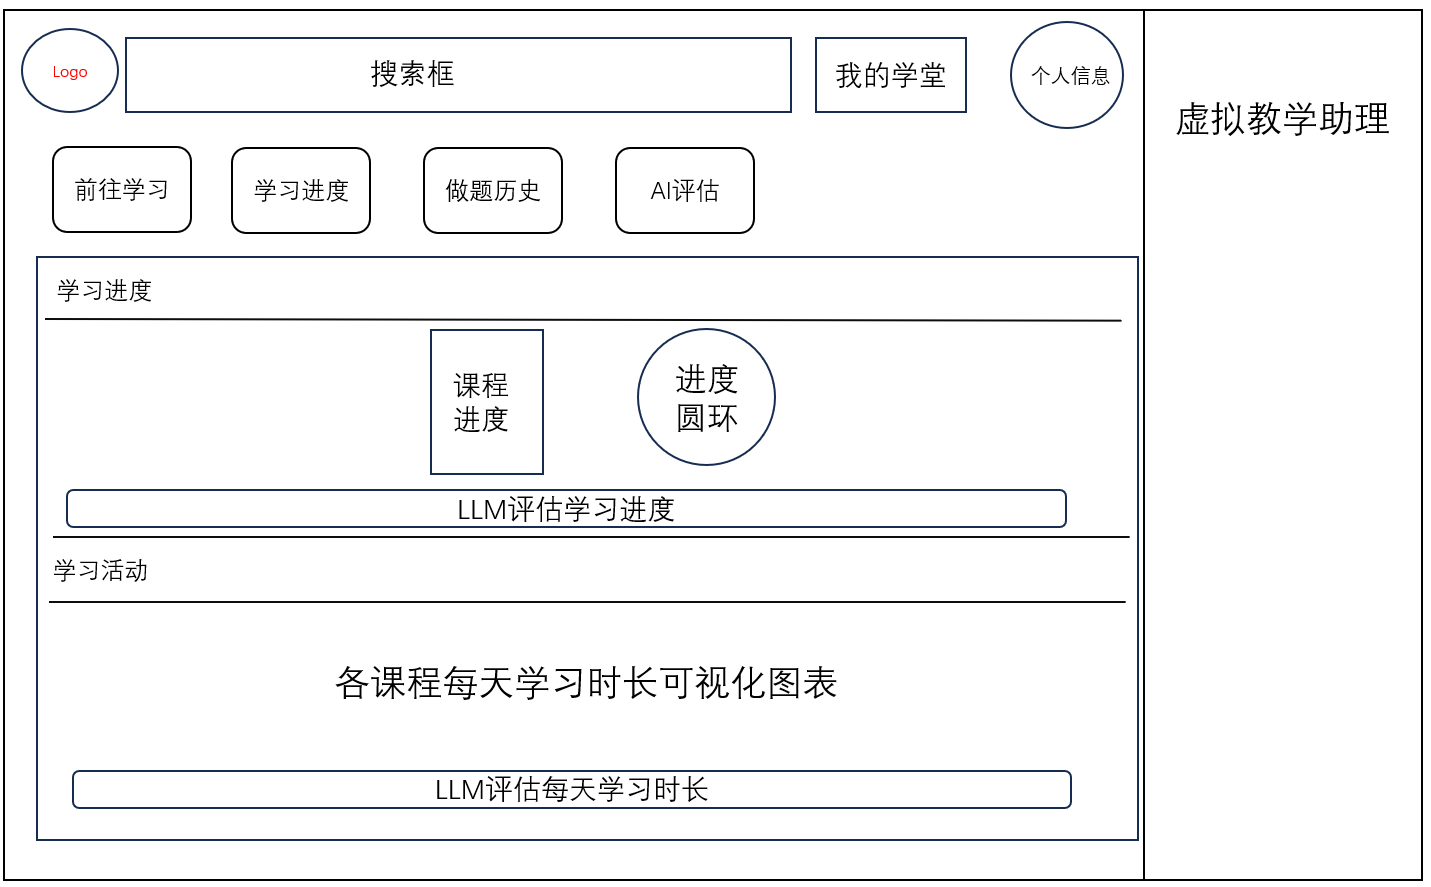 Logo
搜索框
我的学堂
个人信息
虚拟教学助理
前往学习
学习进度
做题历史
AI评估
学习进度
课程
进度
进度
圆环
LLM评估学习进度
学习活动
各课程每天学习时长可视化图表
LLM评估每天学习时长